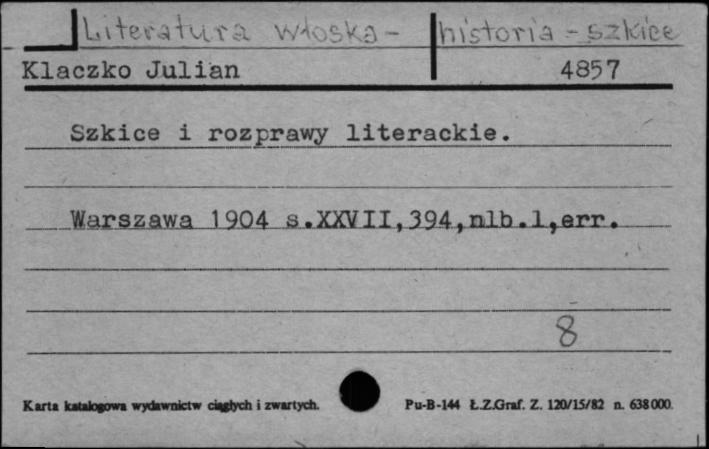 Literatura włoska - historia - szkice
Klaczko Julian 4857
Szkice i rozprawy literackie.
Warszawa 1904 s.XXVII,394,nlb.1,err.
8
Karta katalogowa wydawnictw ciągłych i zwartych. Pu-B-144 Ł.Z.Graf. Z. 120/15/82 n. 638000.